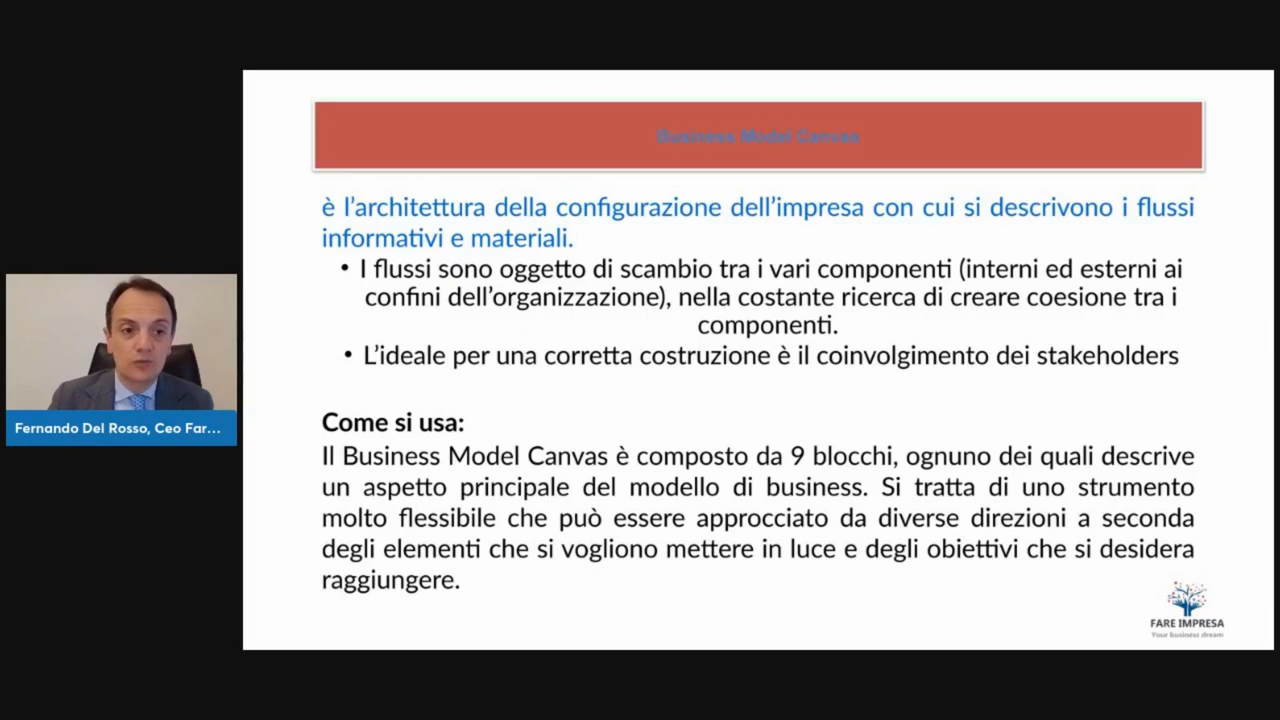 Business Model Canvas
è l’architettura della configurazione dell’impresa con cui si descrivono i flussi
informativi e materiali.
• I flussi sono oggetto di scambio tra i vari componenti (interni ed esterni ai
confini dell’organizzazione), nella costante ricerca di creare coesione tra i
componenti.
• L’ideale per una corretta costruzione è il coinvolgimento dei stakeholders
Come si usa:
Il Business Model Canvas è composto da 9 blocchi, ognuno dei quali descrive
un aspetto principale del modello di business. Si tratta di uno strumento
molto flessibile che può essere approcciato da diverse direzioni a seconda
degli elementi che si vogliono mettere in luce e degli obiettivi che si desidera
raggiungere.
FARE IMPRESA
Your business dream
Fernando Del Rosso, Ceo Far...